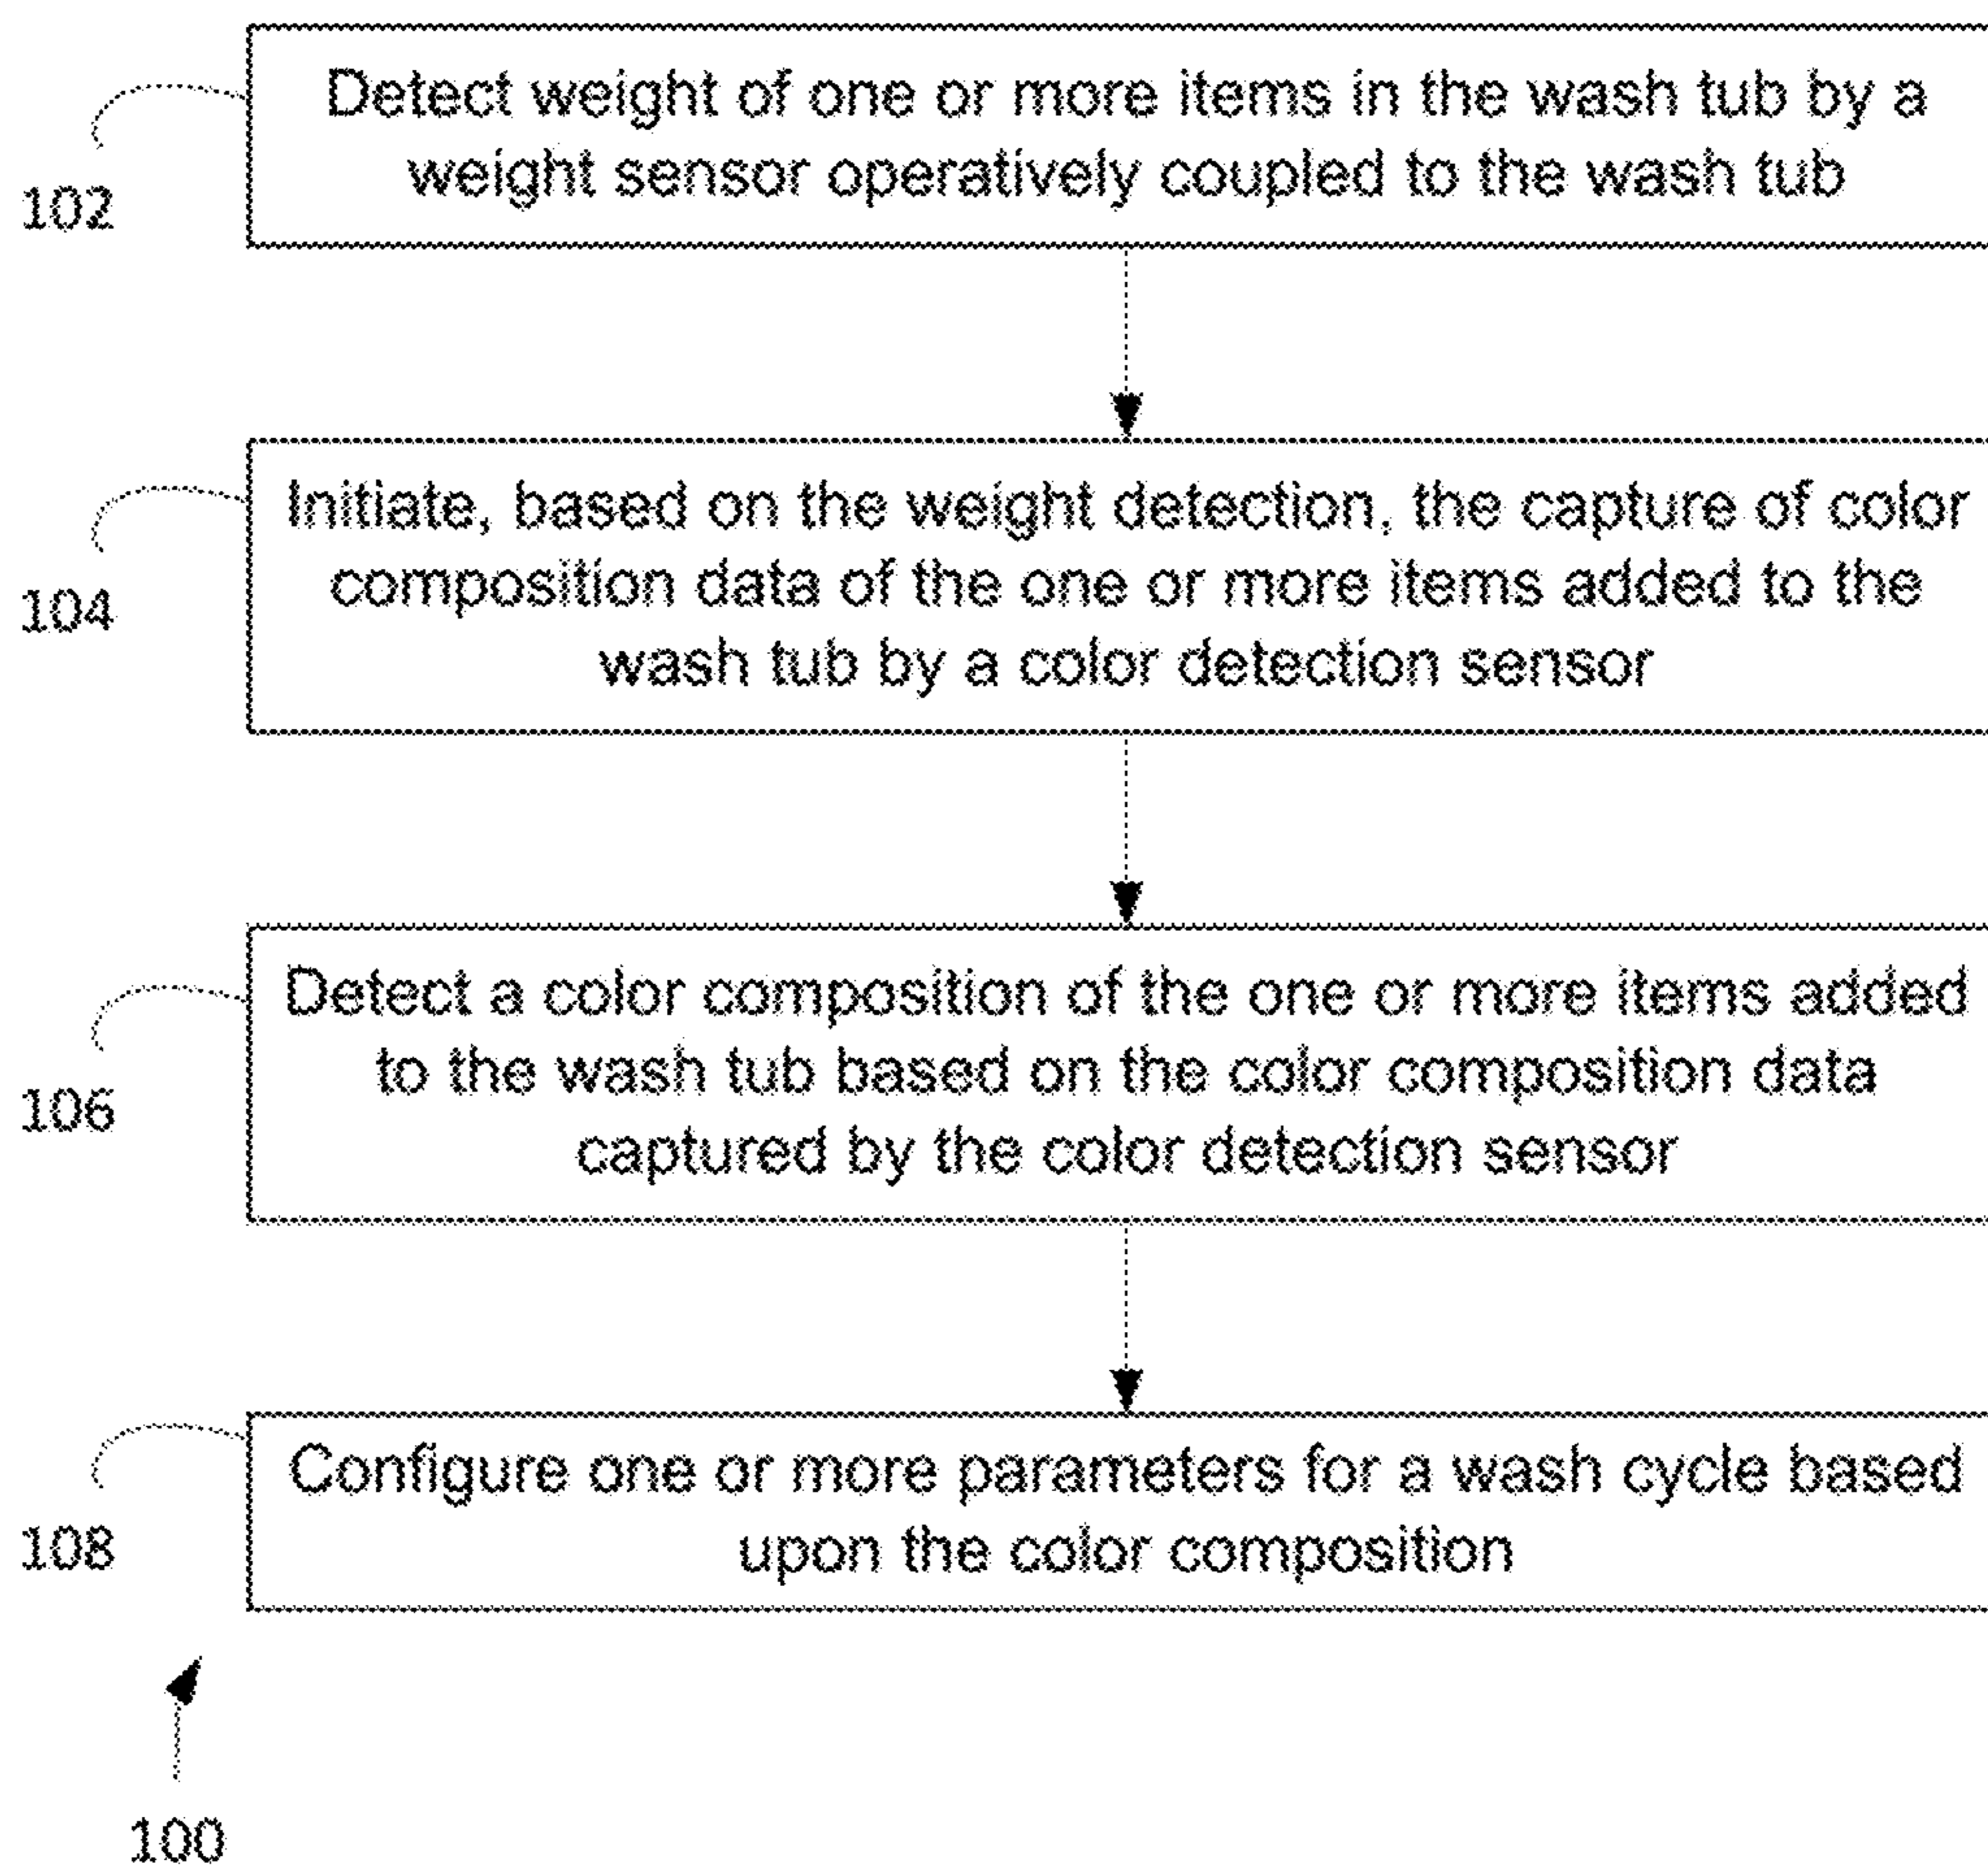 Detect weight of one or more items in the wash tub by a
weight sensor operatively coupled to the wash tub
102
Initiate, based on the weight detection, the capture of color
composition data of the one or more items added to the
wash tub by a color detection sensor
104
Detect a color composition of the one or more items added
to the wash tub based on the color composition data
captured by the color detection sensor
106
Configure one or more parameters for a wash cycle based
upon the color composition
108
100